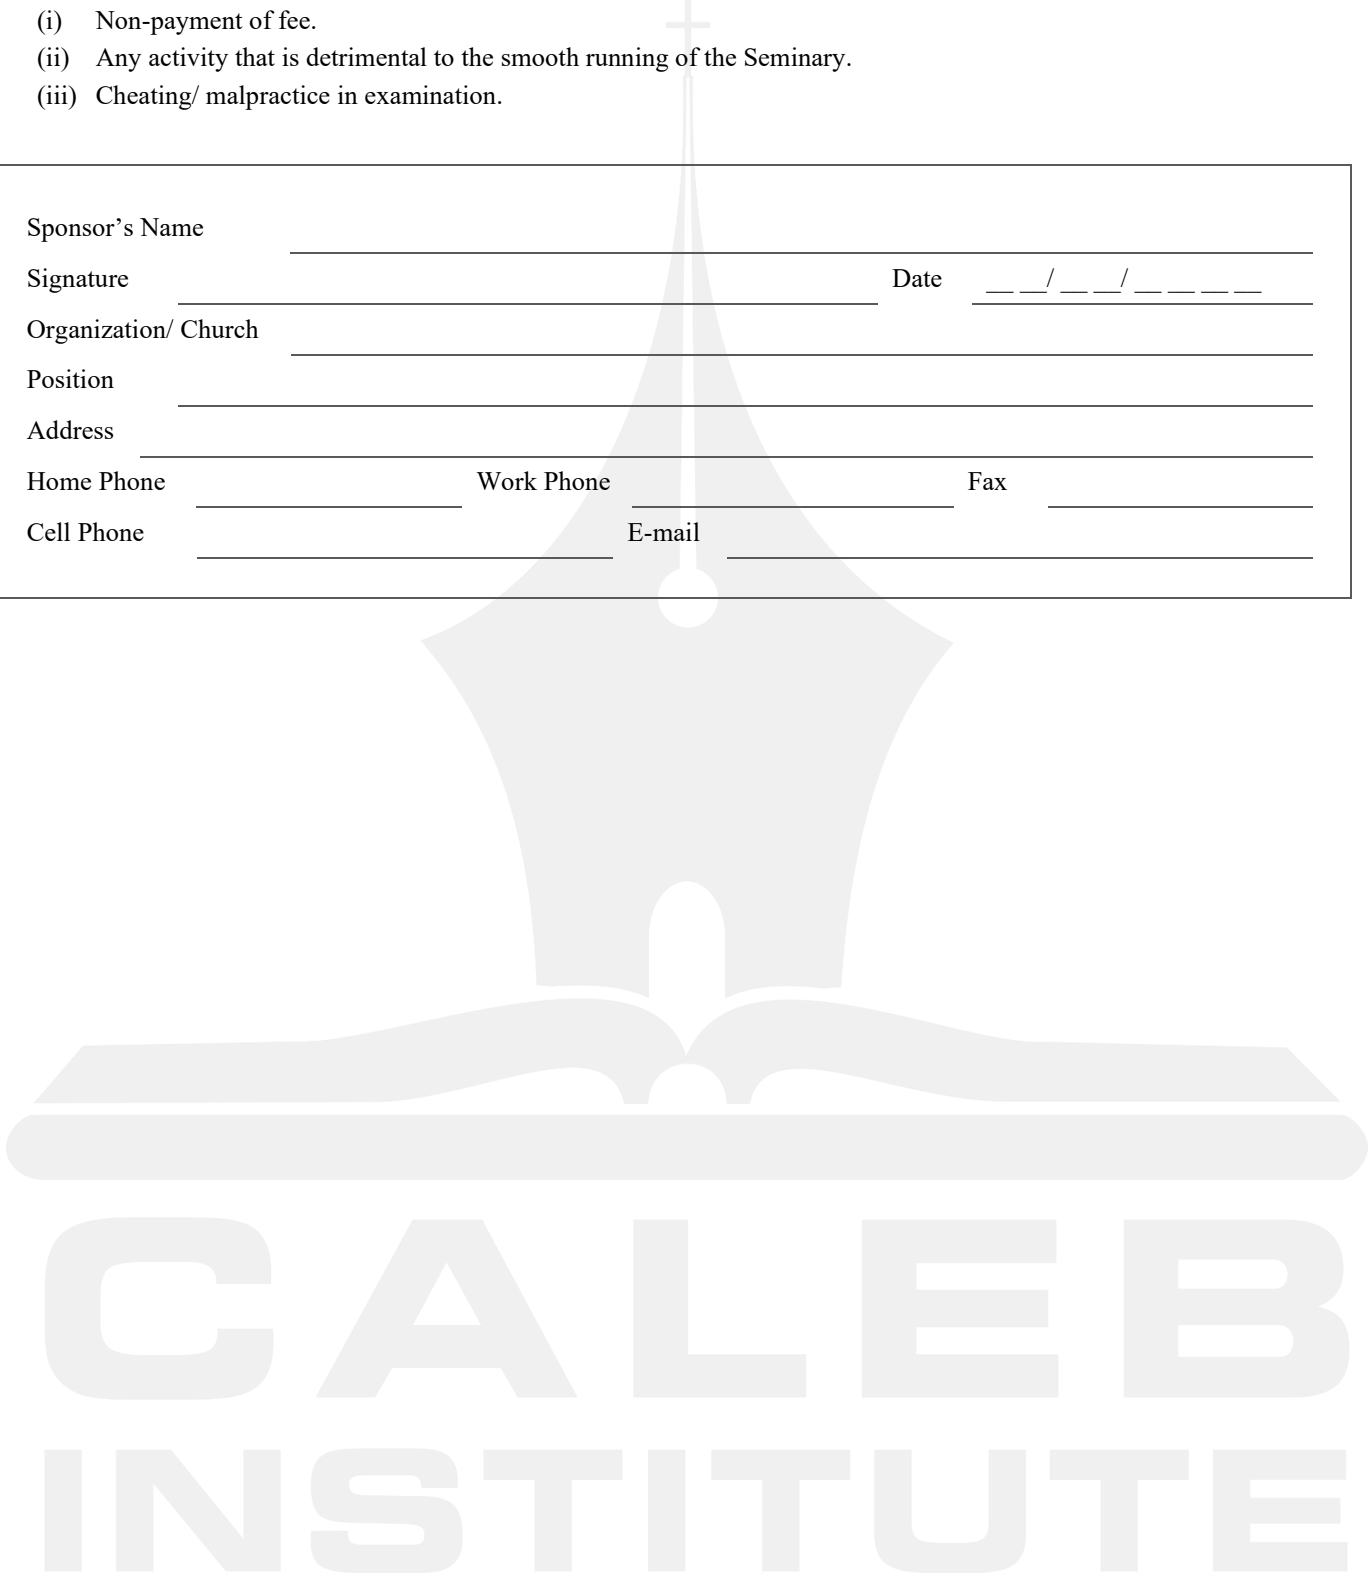 (i) Non-payment of fee.
(ii) Any activity that is detrimental to the smooth running of the Seminary.
(iii) Cheating/ malpractice in examination.
Sponsor’s Name
Signature Date __ __/ __ __/ __ __ __ __
Organization/ Church
Position
Address
Home Phone Work Phone Fax
Cell Phone E-mail
CALEB
INSTITUTE